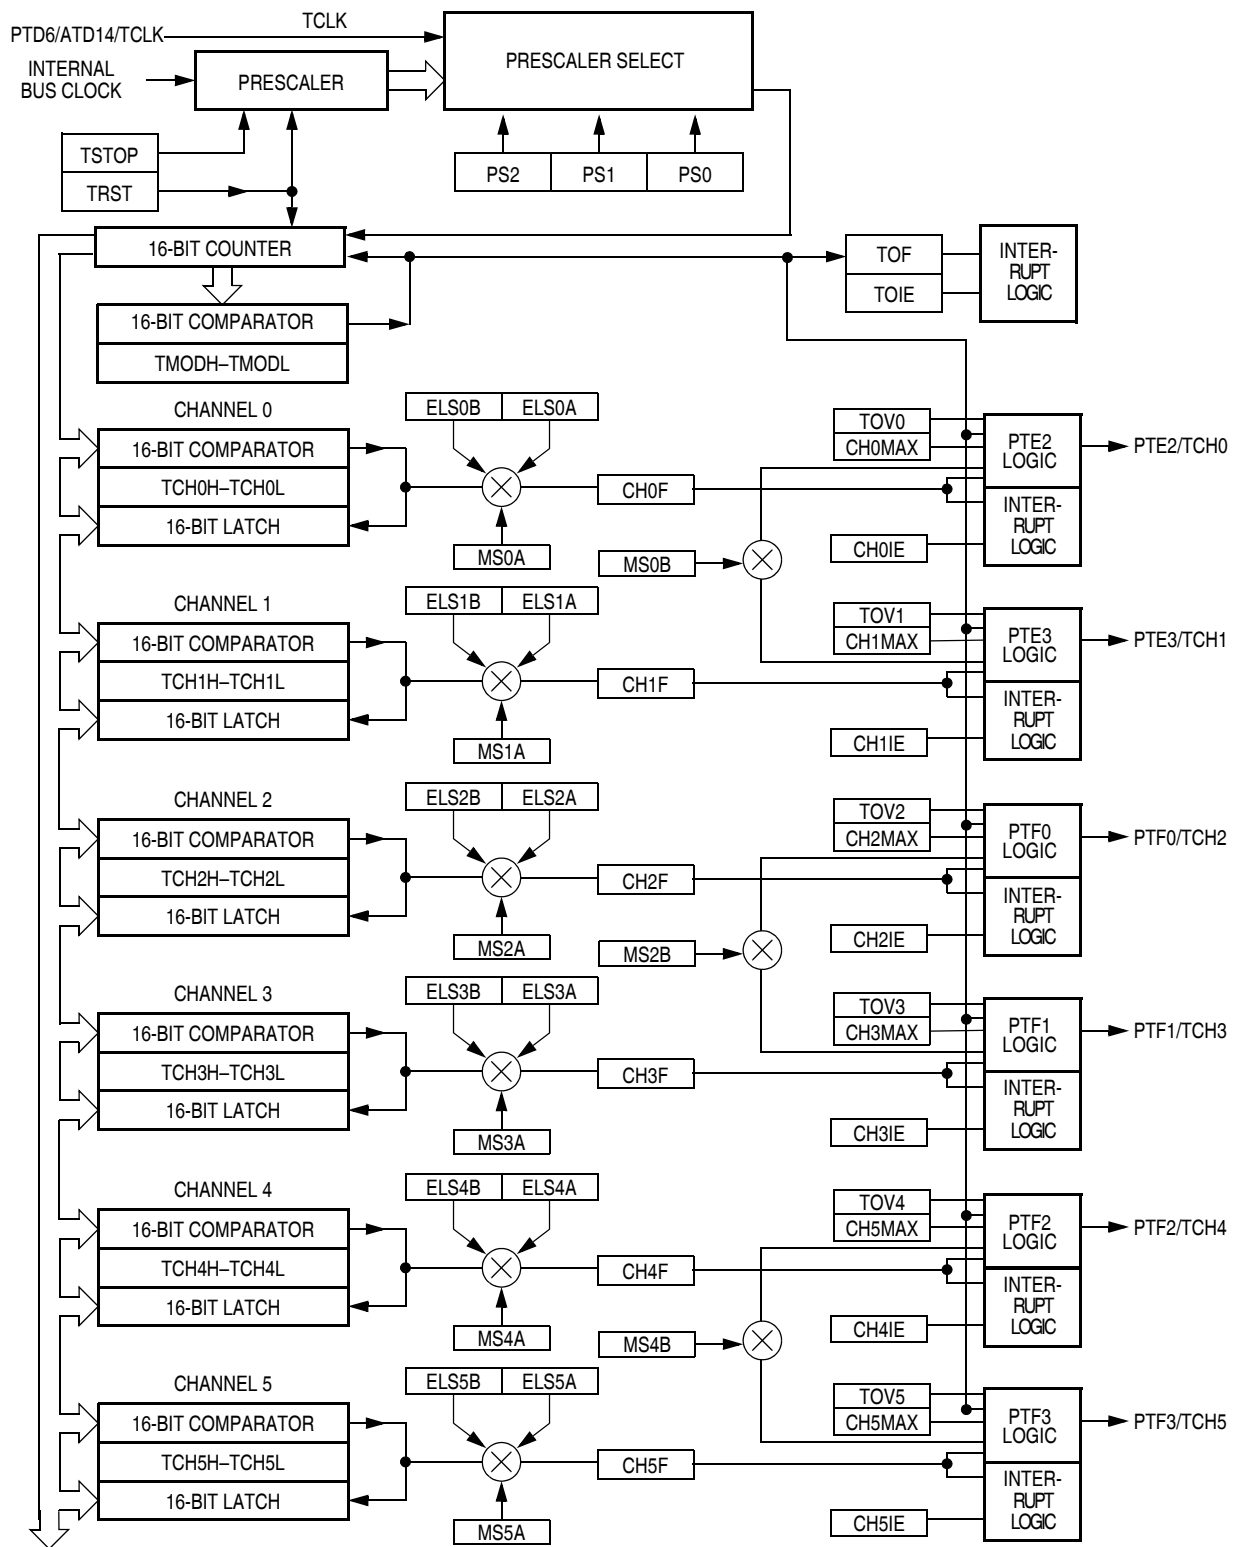 TCLK
PTD6/ATD14/TCLK
PRESCALER SELECT
INTERNAL
BUS CLOCK
PRESCALER
TSTOP
TRST
PS2 PS1 PS0
16-BIT COUNTER
TOF
TOIE
INTER-
RUPT
LOGIC
16-BIT COMPARATOR
TMODH–TMODL
CHANNEL 0
ELS0B ELS0A
16-BIT COMPARATOR
TCH0H–TCH0L
16-BIT LATCH
MS0A
CH0F
MS0B
TOV0
CH0MAX
CH0IE
PTE2
LOGIC
INTER-
RUPT
LOGIC
PTE2/TCH0
CHANNEL 1
ELS1B ELS1A
16-BIT COMPARATOR
TCH1H–TCH1L
16-BIT LATCH
MS1A
CH1F
TOV1
CH1MAX
CH1IE
PTE3
LOGIC
INTER-
RUPT
LOGIC
PTE3/TCH1
CHANNEL 2
ELS2B ELS2A
16-BIT COMPARATOR
TCH2H–TCH2L
16-BIT LATCH
MS2A
CH2F
MS2B
TOV2
CH2MAX
CH2IE
PTF0
LOGIC
INTER-
RUPT
LOGIC
PTF0/TCH2
CHANNEL 3
ELS3B ELS3A
16-BIT COMPARATOR
TCH3H–TCH3L
16-BIT LATCH
MS3A
CH3F
TOV3
CH3MAX
CH3IE
PTF1
LOGIC
INTER-
RUPT
LOGIC
PTF1/TCH3
CHANNEL 4
ELS4B ELS4A
16-BIT COMPARATOR
TCH4H–TCH4L
16-BIT LATCH
MS4A
CH4F
MS4B
TOV4
CH5MAX
CH4IE
PTF2
LOGIC
INTER-
RUPT
LOGIC
PTF2/TCH4
CHANNEL 5
ELS5B ELS5A
16-BIT COMPARATOR
TCH5H–TCH5L
16-BIT LATCH
MS5A
CH5F
TOV5
CH5MAX
CH5IE
PTF3
LOGIC
INTER-
RUPT
LOGIC
PTF3/TCH5